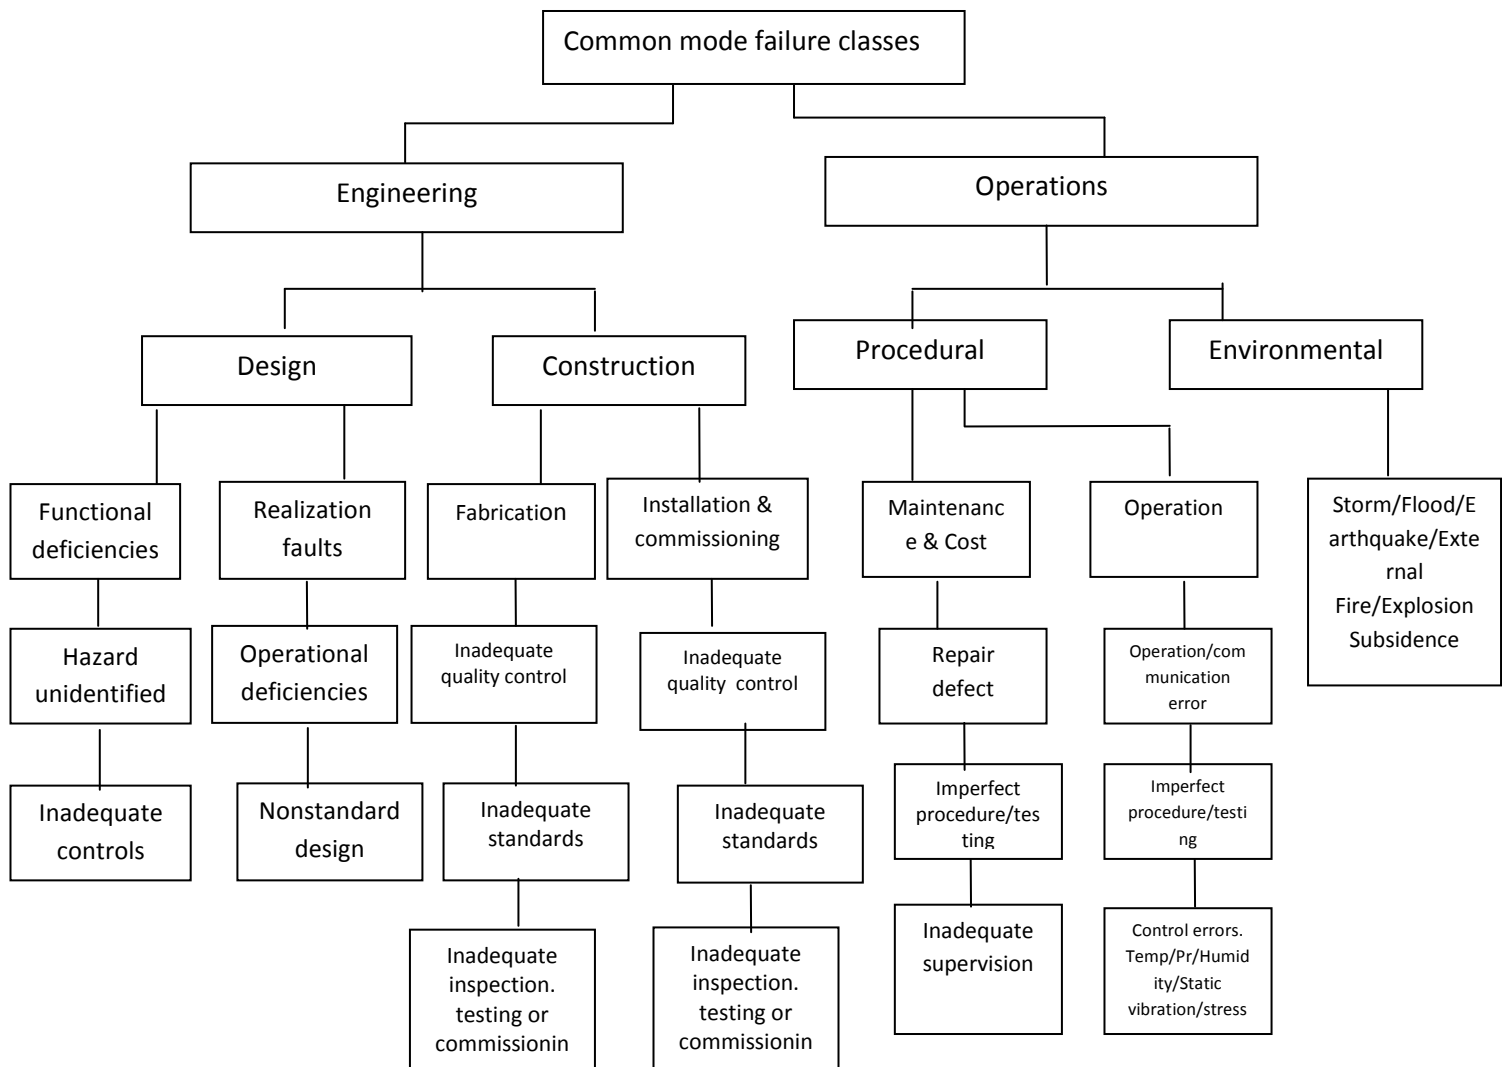 Common mode failure classes
Engineering
Operations
Design
Construction
Procedural
Environmental
Functional
deficiencies
Realization
faults
Fabrication
Installation &
commissioning
Maintenanc
e & Cost
Operation
Storm/Flood/E
arthquake/Exte
rnal
Fire/Explosion
Subsidence
Hazard
unidentified
Operational
deficiencies
Inadequate
quality control
Inadequate
quality control
Repair
defect
Operation/com
munication
error
Inadequate
controls
Nonstandard
design
Inadequate
standards
Inadequate
standards
Imperfect
procedure/tes
ting
Imperfect
procedure/testi
ng
Inadequate
inspection.
testing or
commissionin
Inadequate
inspection.
testing or
commissionin
Inadequate
supervision
Control errors.
Temp/Pr/Humid
ity/Static
vibration/stress